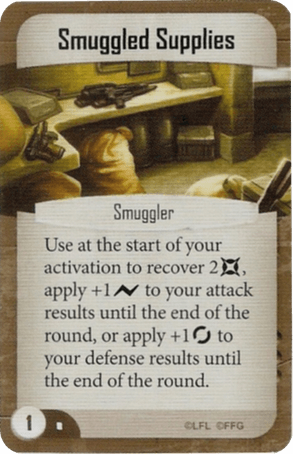 Smuggled Supplies
Smuggler
Use at the start of your
activation to recover 2,
apply +1 to your attack
results until the end of the
round, or apply +1 to
your defense results until
the end of the round.
1
©LFL ©FFG